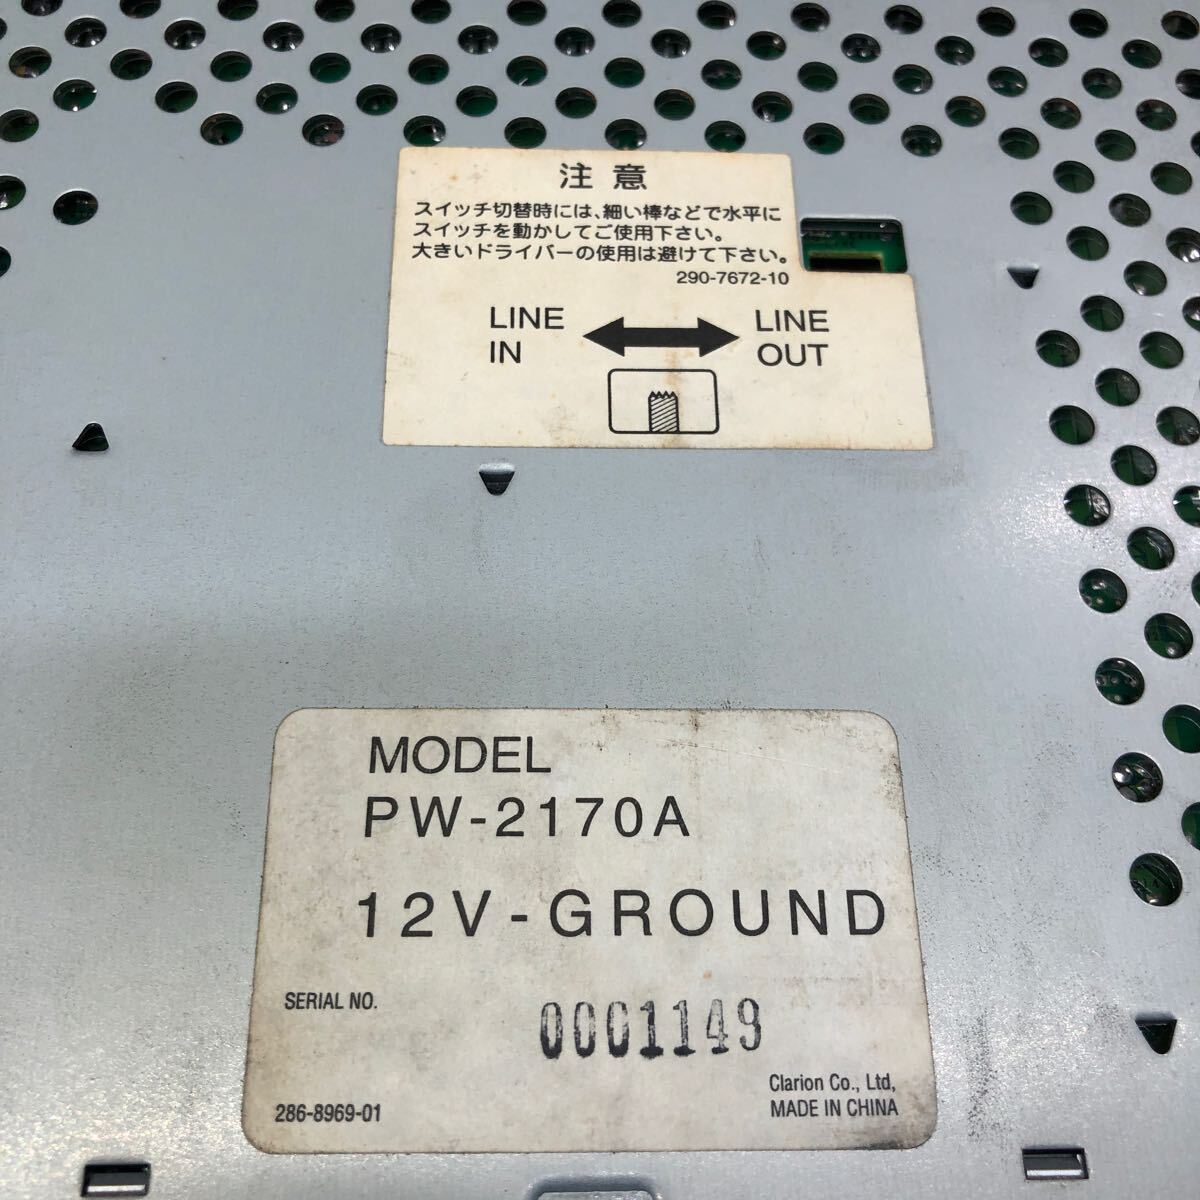 注意
スイッチ切替時には、細い棒などで水平に
スイッチを動かしてご使用下さい。
大きいドライバーの使用は避けて下さい。
290-7672-10
LINE IN
LINE OUT
MODEL
PW-2170A
12V-GROUND
SERIAL NO.
0001149
Clarion Co., Ltd,
286-8969-01
MADE IN CHINA